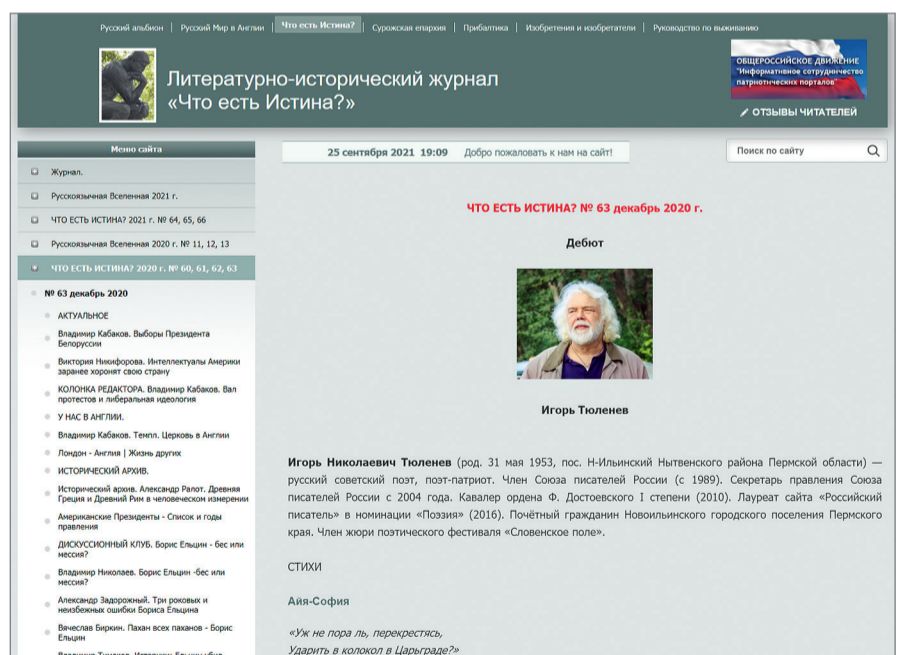 Русский альбион | Русский Мир в Англии | Что есть Истина? | Сурожская епархия | Прибалтика | Изобретения и изобретатели | Руководство по выживанию
Литературно-исторический журнал
«Что есть Истина?»
ОБЩЕРОССИЙСКОЕ ДВИЖЕНИЕ
"Информативное сотрудничество
патриотических порталов"
ОТЗЫВЫ ЧИТАТЕЛЕЙ
Меню сайта
Журнал.
Русскоязычная Вселенная 2021 г.
ЧТО ЕСТЬ ИСТИНА? 2021 г. № 64, 65, 66
Русскоязычная Вселенная 2020 г. № 11, 12, 13
ЧТО ЕСТЬ ИСТИНА? 2020 г. № 60, 61, 62, 63
№ 63 декабрь 2020
АКТУАЛЬНОЕ
Владимир Кабаков. Выборы Президента
Белоруссии
Виктория Никифорова. Интеллектуалы Америки
заранее хоронят свою страну
КОЛОНКА РЕДАКТОРА. Владимир Кабаков. Вал
протестов и либеральная идеология
У НАС В АНГЛИИ.
Владимир Кабаков. Темпл. Церковь в Англии
Лондон - Англия | Жизнь других
ИСТОРИЧЕСКИЙ АРХИВ.
Исторический архив. Александр Ралот. Древняя
Греция и Древний Рим в человеческом измерении
Американские Президенты - Список и годы
правления
ДИСКУССИОННЫЙ КЛУБ. Борис Ельцин - бес или
мессия?
Владимир Николаев. Борис Ельцин -бес или
мессия?
Александр Задорожный. Три роковых и
неизбежных ошибки Бориса Ельцина
Вячеслав Биркин. Пахан всех паханов - Борис
Ельцин
25 сентября 2021 19:09 Добро пожаловать к нам на сайт!
Поиск по сайту
ЧТО ЕСТЬ ИСТИНА? № 63 декабрь 2020 г.
Дебют
Игорь Тюленев
Игорь Николаевич Тюленев (род. 31 мая 1953, пос. Н-Ильинский Нытвенского района Пермской области) —
русский советский поэт, поэт-патриот. Член Союза писателей России (с 1989). Секретарь правления Союза
писателей России с 2004 года. Кавалер ордена Ф. Достоевского I степени (2010). Лауреат сайта «Российский
писатель» в номинации «Поэзия» (2016). Почётный гражданин Новоильинского городского поселения Пермского
края. Член жюри поэтического фестиваля «Словенское поле».
СТИХИ
Айя-София
«Уж не пора ль, перекрестясь,
Ударить в колокол в Царьграде?»